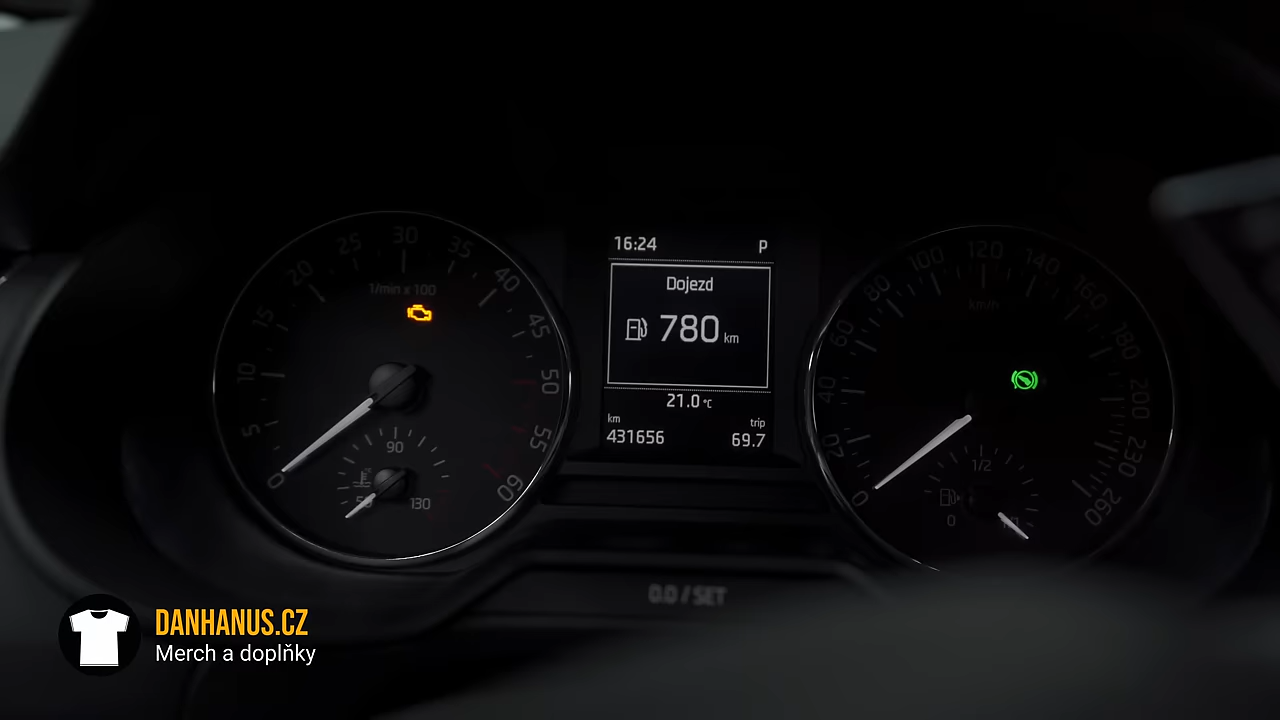 16:24 P
Dojezd
780 km
21.0 °C
km trip
431656 69.7
0 5 10 15 20 25 30 35 40 45 50 55 60
1/min x 100
50 90 130
0 20 40 60 80 100 120 140 160 180 200 230 260
km/h
0 1/2 1/1
0.0 / SET
DANHANUS.CZ
Merch a doplňky